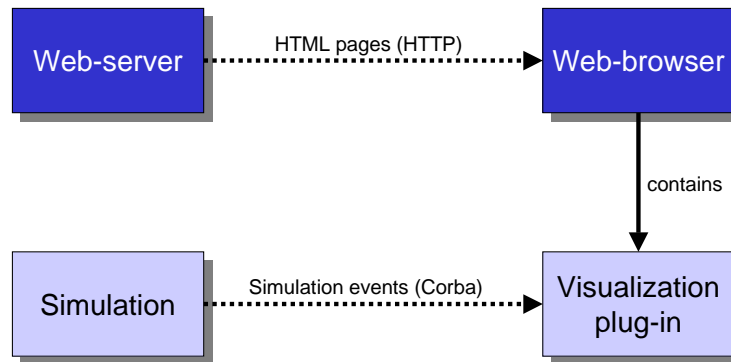 HTML pages (HTTP)
Web-server
Web-browser
contains
Simulation events (Corba)
Simulation
Visualization
plug-in